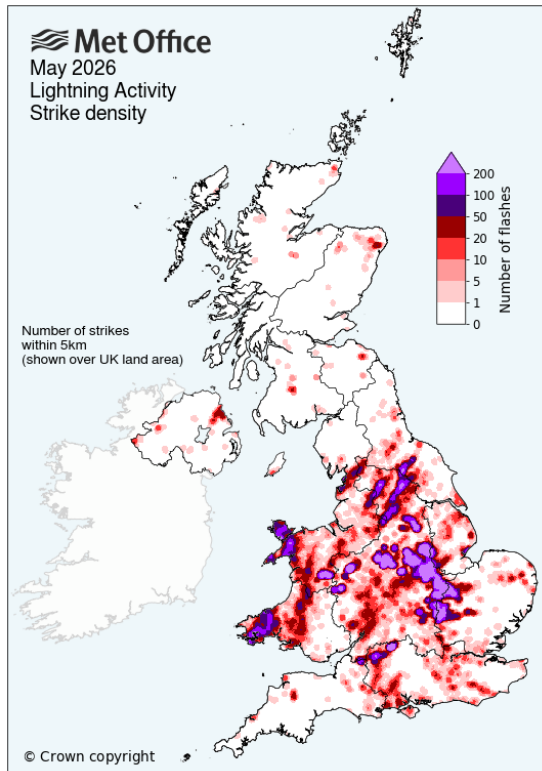 Met Office
May 2026
Lightning Activity
Strike density
200
100
50
20
10
5
1
0
Number of flashes
Number of strikes
within 5km
(shown over UK land area)
© Crown copyright